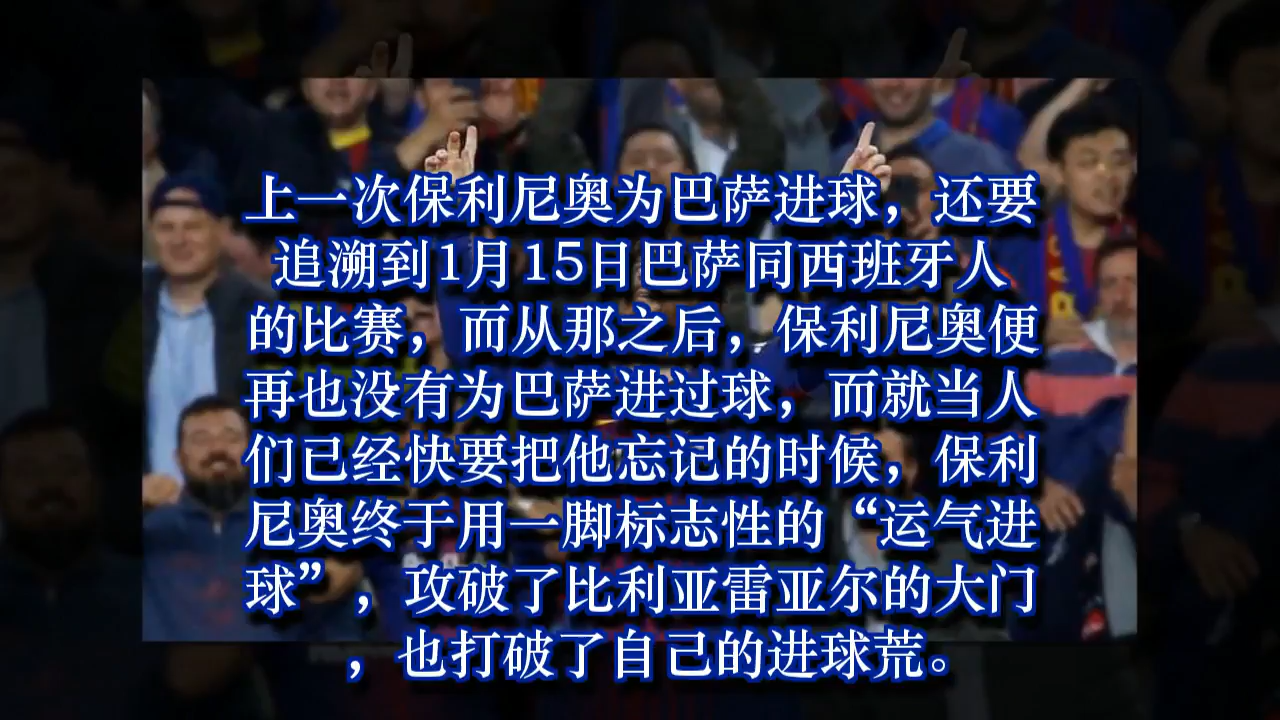 上一次保利尼奥为巴萨进球，还要
追溯到1月15日巴萨同西班牙人
的比赛，而从那之后，保利尼奥便
再也没有为巴萨进过球，而就当人
们已经快要把他忘记的时候，保利
尼奥终于用一脚标志性的“运气进
球”，攻破了比利亚雷亚尔的大门
，也打破了自己的进球荒。